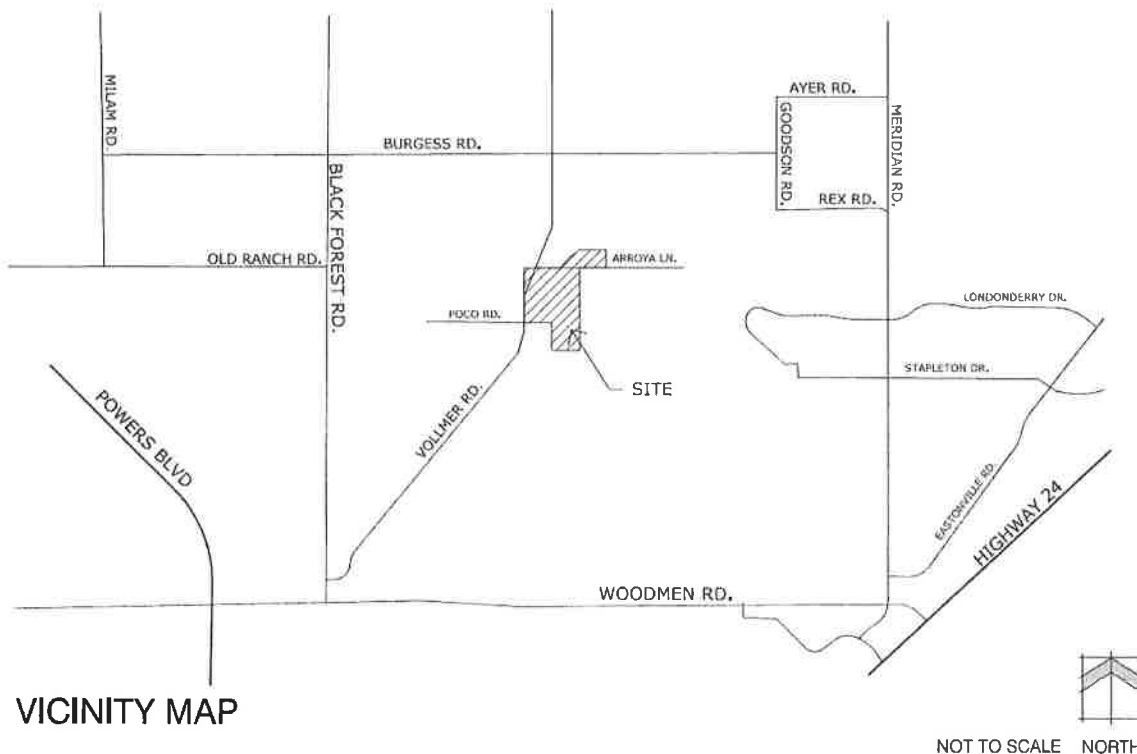 AYER RD.
MILAM RD.
GOODSON RD.
MERIDIAN RD.
BURGESS RD.
BLACK FOREST RD.
REX RD.
OLD RANCH RD.
ARROYA LN.
LONDONDERRY DR.
POCO RD.
STAPLETON DR.
SITE
VOLLMER RD.
POWERS BLVD
EASTONVILLE RD.
HIGHWAY 24
WOODMEN RD.
VICINITY MAP
NOT TO SCALE NORTH